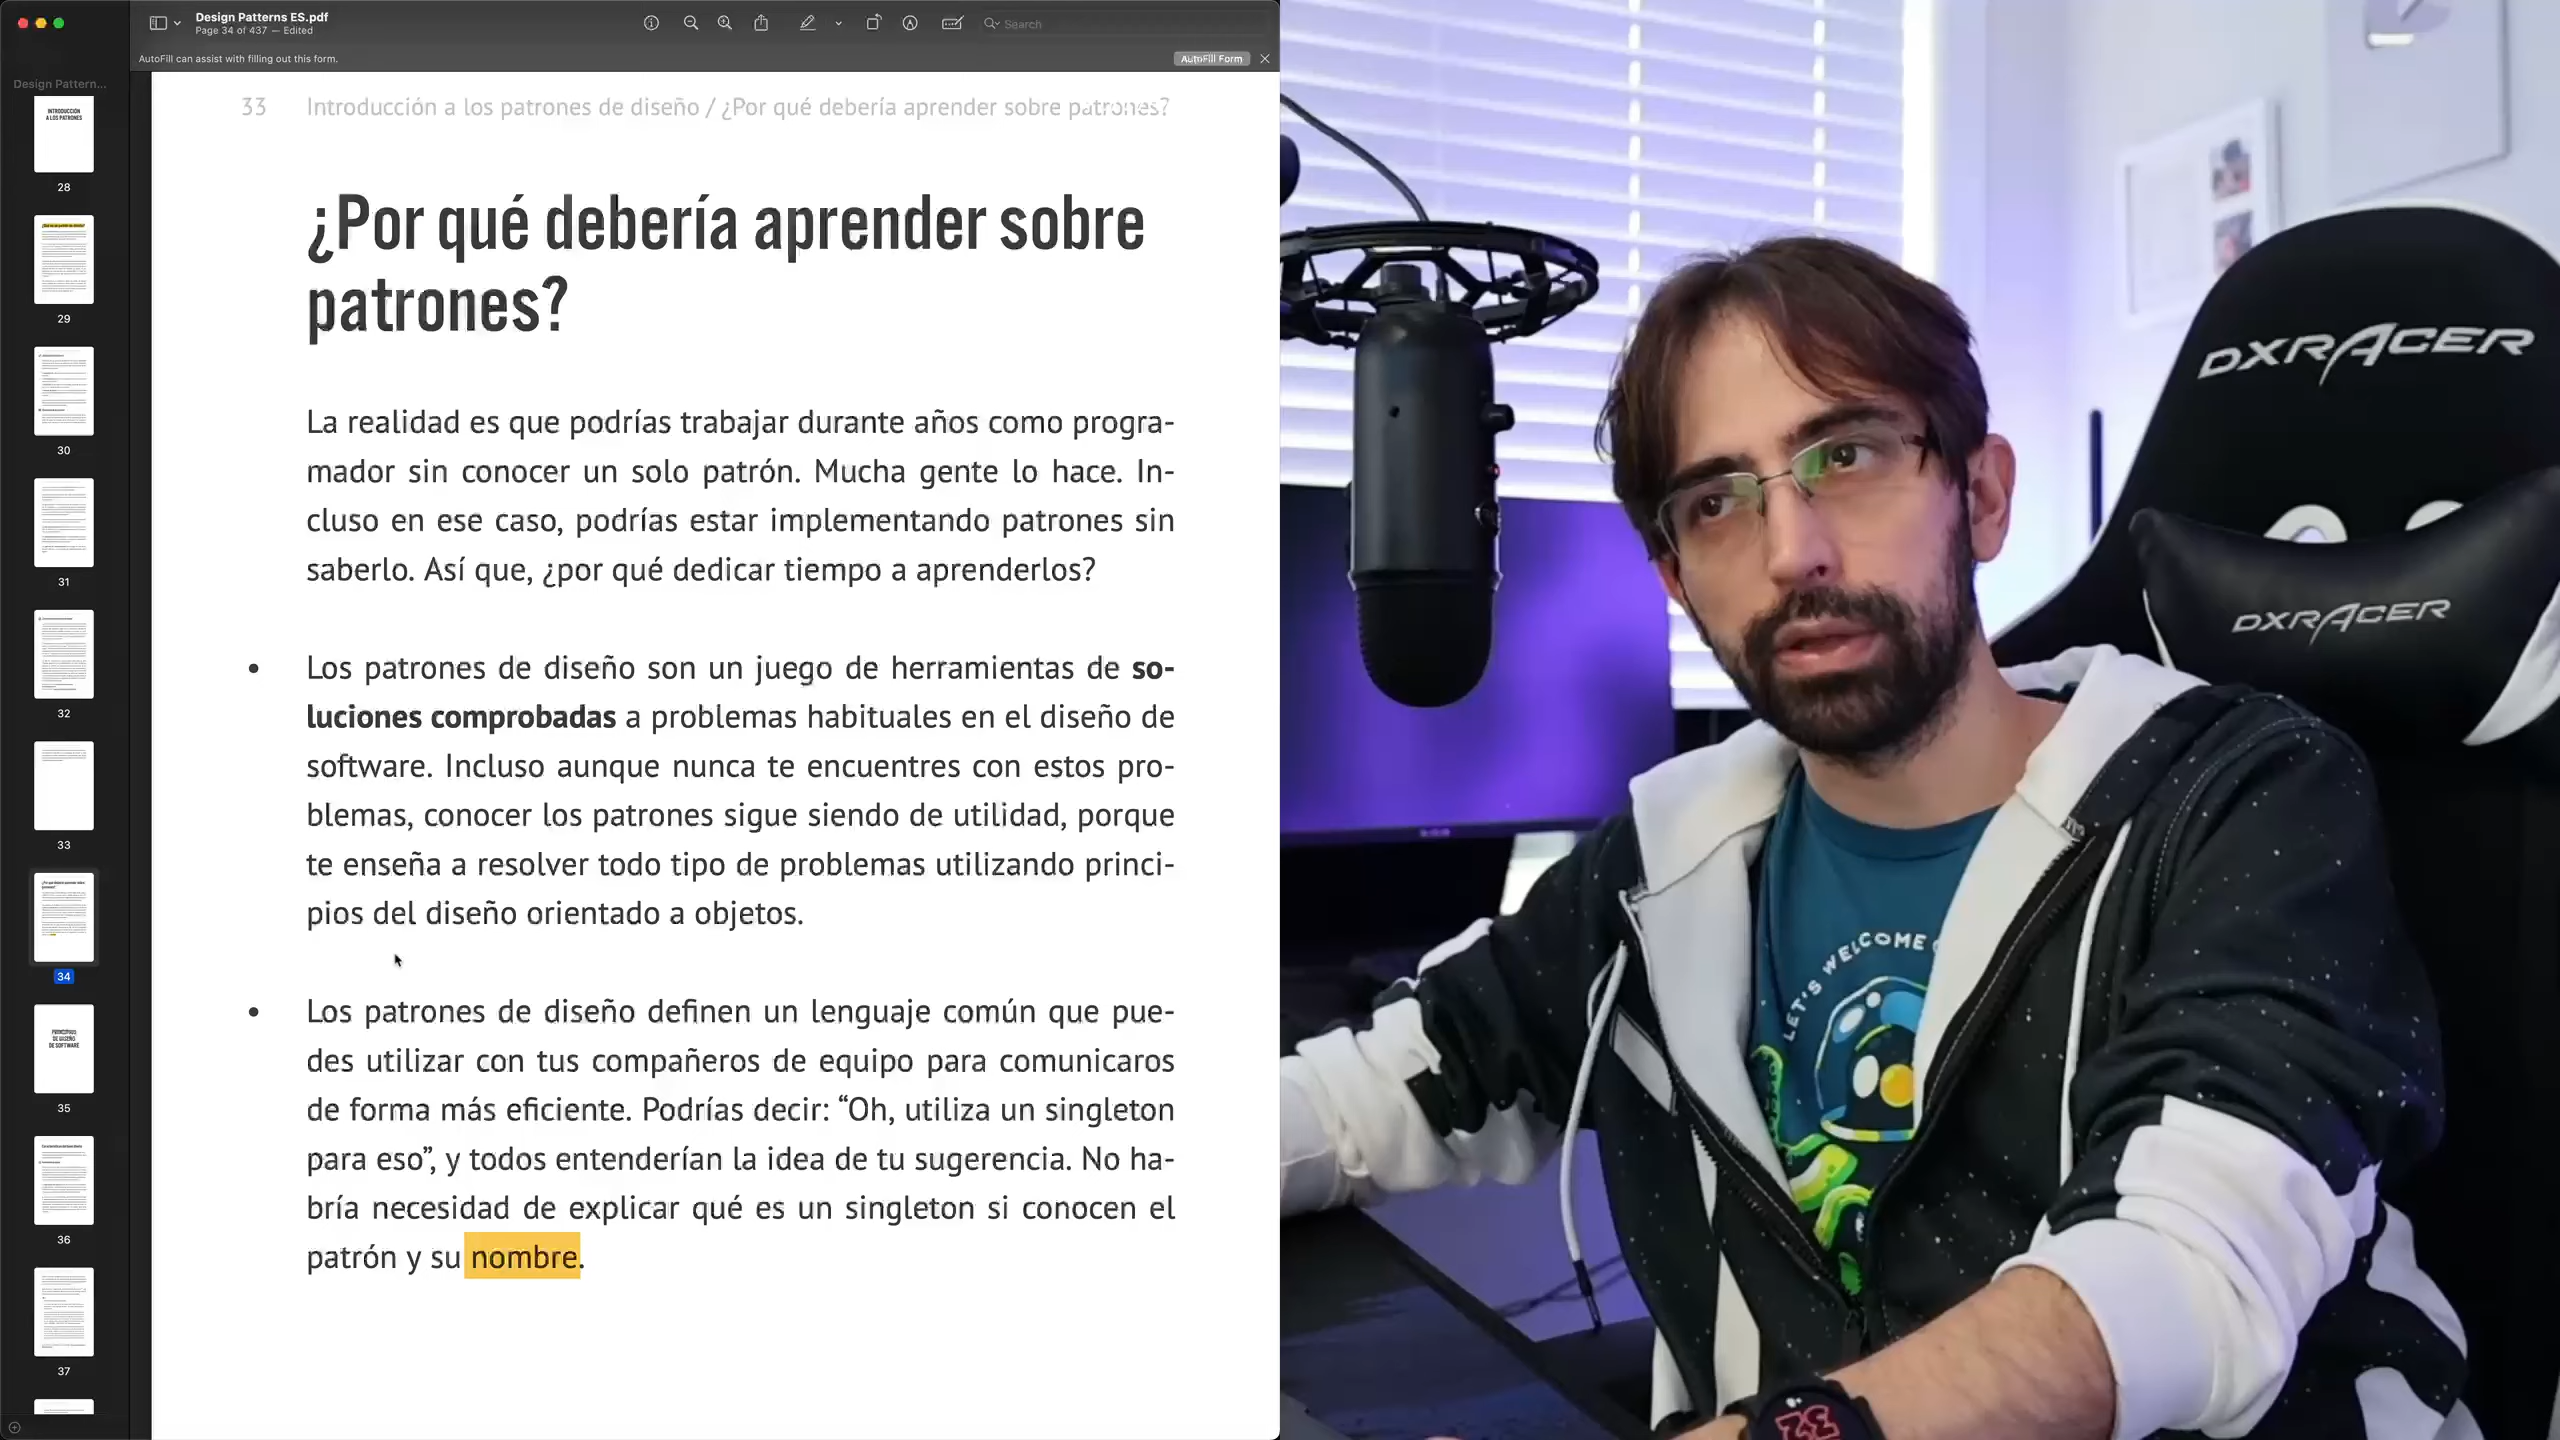 Design Patterns ES.pdf
Page 34 of 437 — Edited
Search
AutoFill can assist with filling out this form.
AutoFill Form
Design Pattern...
INTRODUCCIÓN
A LOS PATRONES
28
29
30
31
32
33
34
PRINCIPIOS
DE DISEÑO
DE SOFTWARE
35
36
37
33 Introducción a los patrones de diseño / ¿Por qué debería aprender sobre patrones?
¿Por qué debería aprender sobre
patrones?
La realidad es que podrías trabajar durante años como progra-
mador sin conocer un solo patrón. Mucha gente lo hace. In-
cluso en ese caso, podrías estar implementando patrones sin
saberlo. Así que, ¿por qué dedicar tiempo a aprenderlos?
• Los patrones de diseño son un juego de herramientas de so-
luciones comprobadas a problemas habituales en el diseño de
software. Incluso aunque nunca te encuentres con estos pro-
blemas, conocer los patrones sigue siendo de utilidad, porque
te enseña a resolver todo tipo de problemas utilizando princi-
pios del diseño orientado a objetos.
• Los patrones de diseño definen un lenguaje común que pue-
des utilizar con tus compañeros de equipo para comunicaros
de forma más eficiente. Podrías decir: “Oh, utiliza un singleton
para eso”, y todos entenderían la idea de tu sugerencia. No ha-
bría necesidad de explicar qué es un singleton si conocen el
patrón y su nombre.
DXRACER
DXRACER
LET'S WELCOME